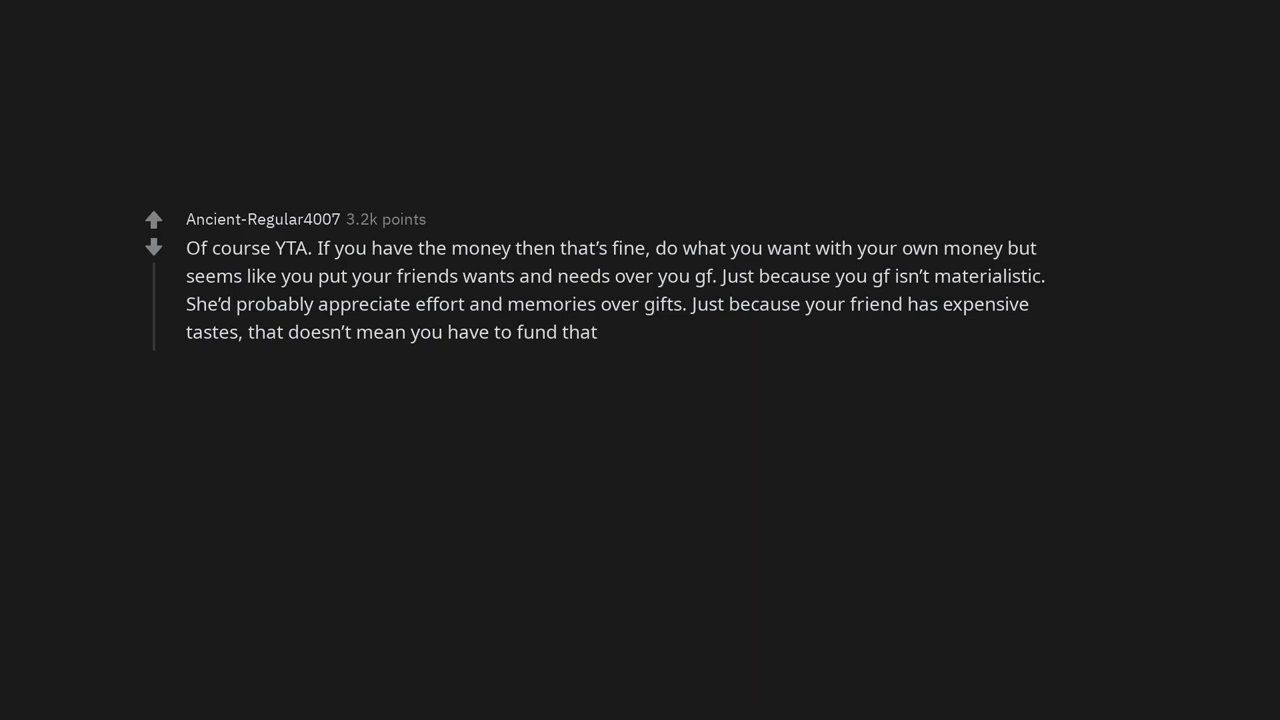 Ancient-Regular4007 3.2k points
Of course YTA. If you have the money then that’s fine, do what you want with your own money but
seems like you put your friends wants and needs over you gf. Just because you gf isn’t materialistic.
She’d probably appreciate effort and memories over gifts. Just because your friend has expensive
tastes, that doesn’t mean you have to fund that